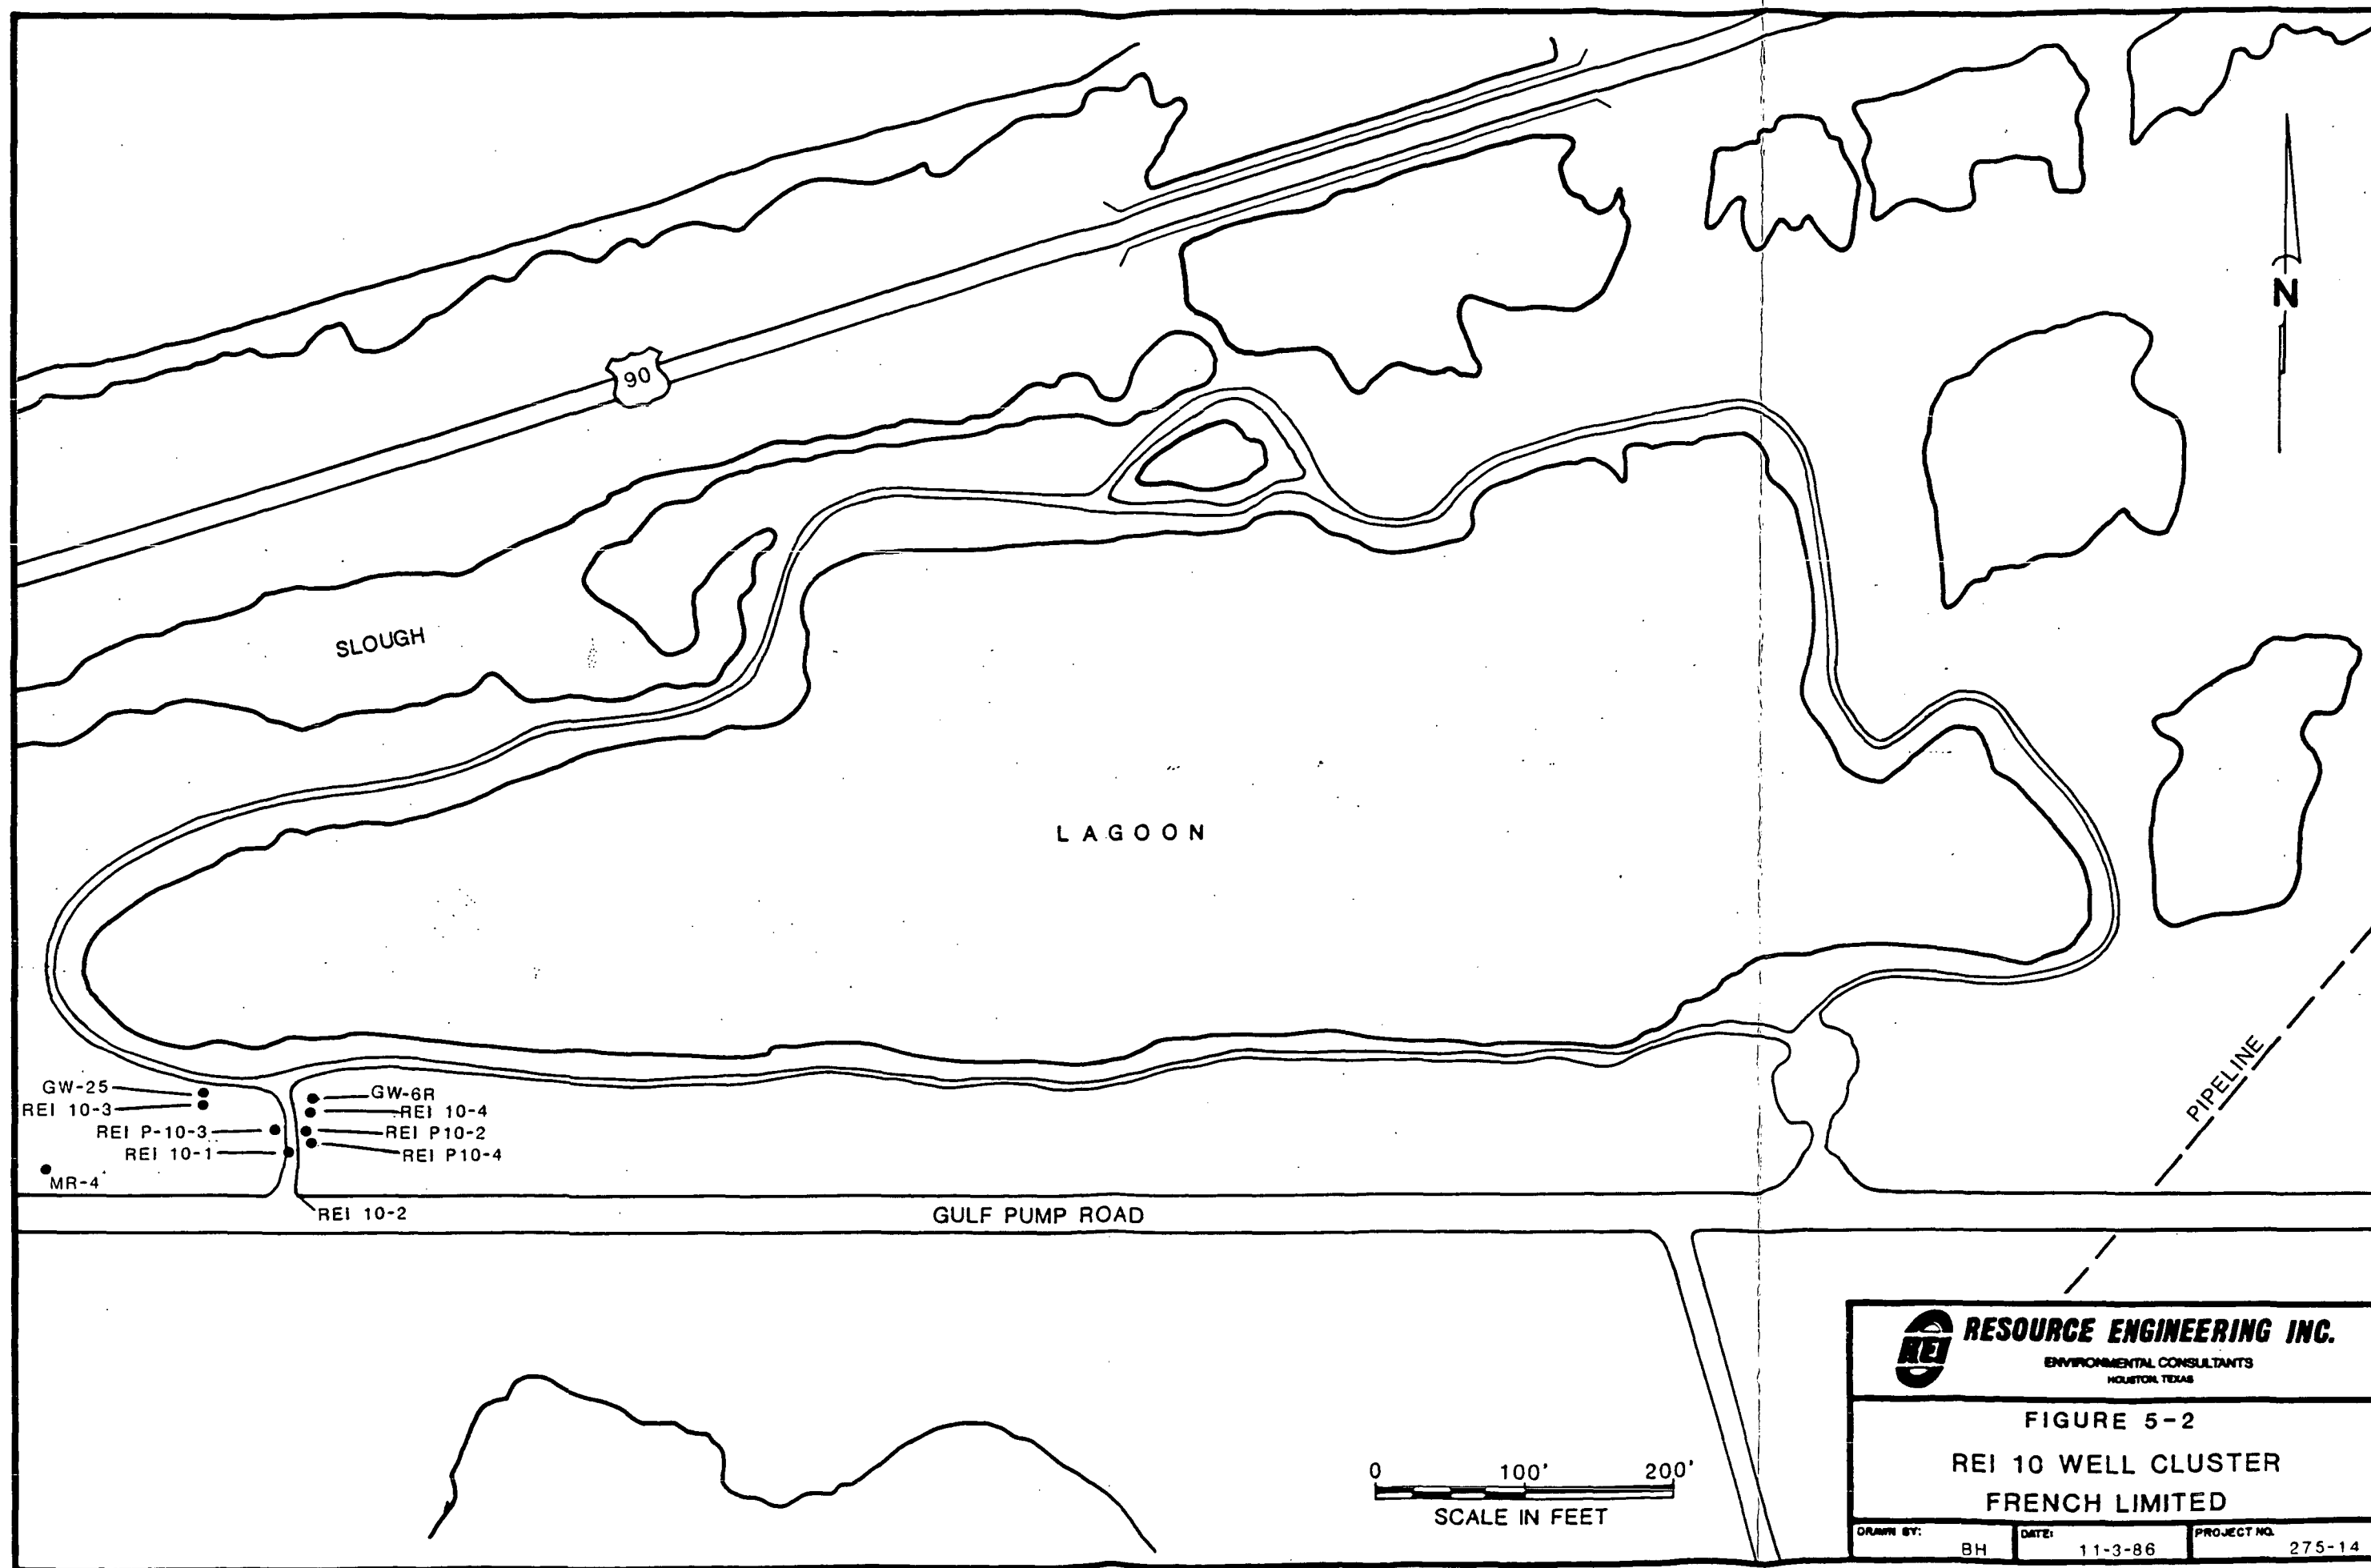 90
N
SLOUGH
LAGOON
PIPELINE
GW-25
REI 10-3
REI P-10-3
REI 10-1
MR-4
GW-6R
REI 10-4
REI P10-2
REI P10-4
REI 10-2
GULF PUMP ROAD
0 100' 200'
SCALE IN FEET
REI
RESOURCE ENGINEERING INC.
ENVIRONMENTAL CONSULTANTS
HOUSTON, TEXAS
FIGURE 5-2
REI 10 WELL CLUSTER
FRENCH LIMITED
DRAWN BY: BH
DATE: 11-3-86
PROJECT NO. 275-14